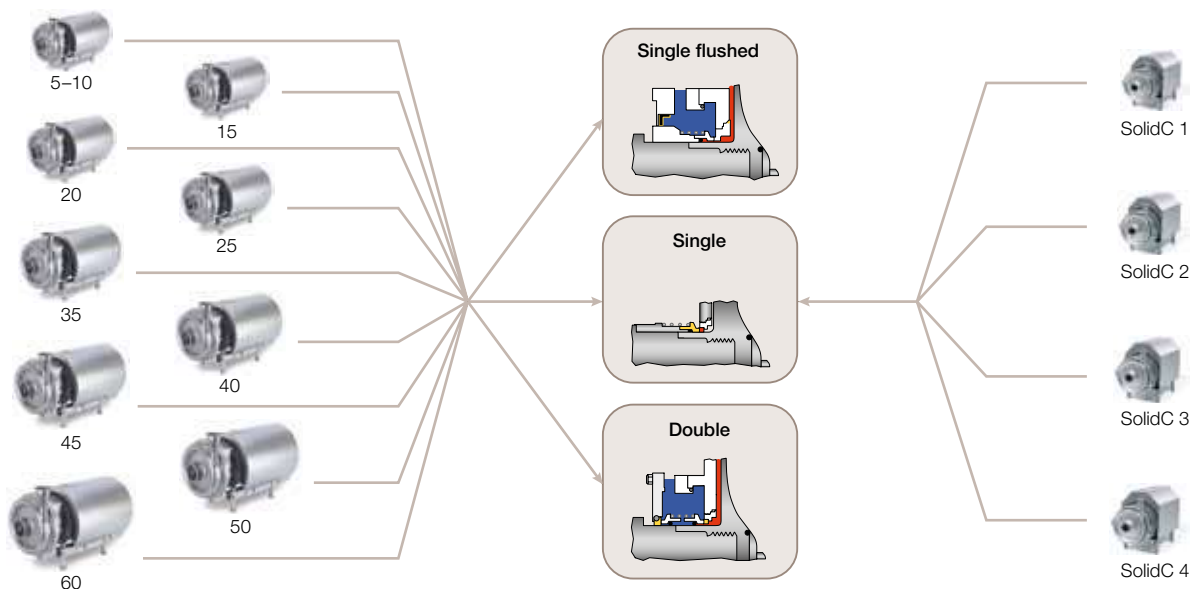 5–10
15
20
25
35
40
45
50
60
Single flushed
Single
Double
SolidC 1
SolidC 2
SolidC 3
SolidC 4